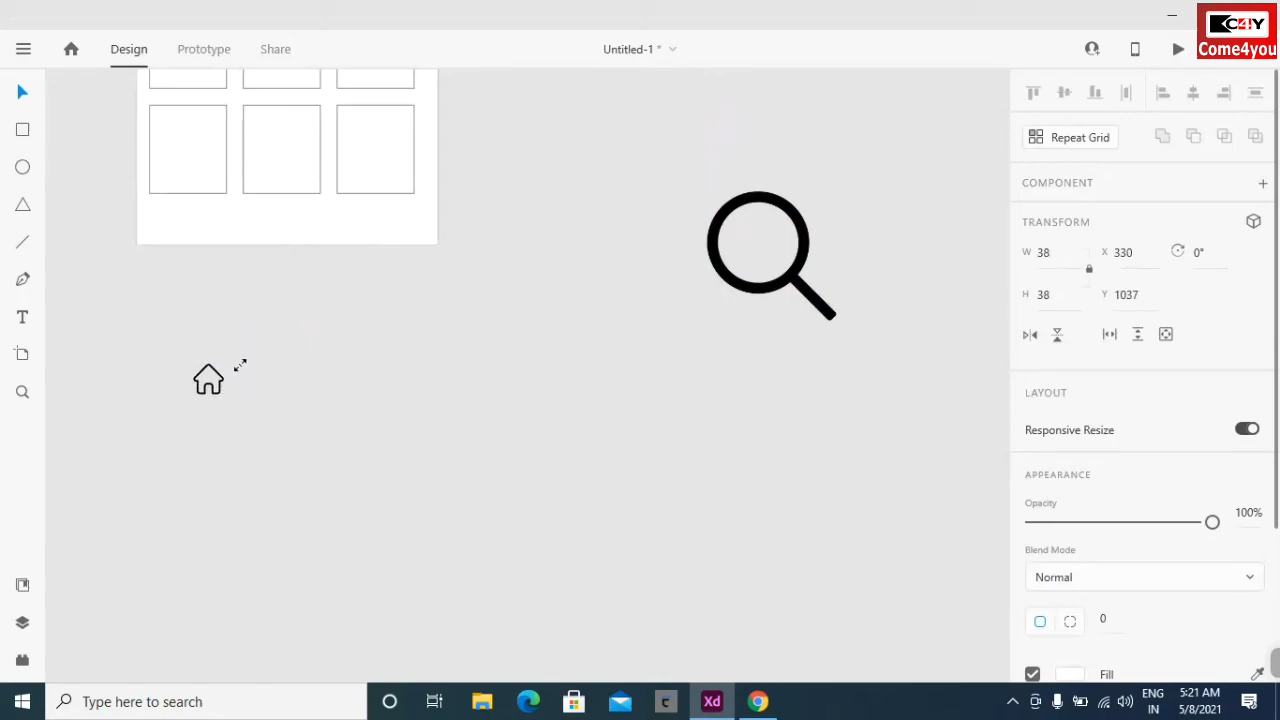 C4Y
Come4you
Design
Prototype
Share
Untitled-1 *
Repeat Grid
COMPONENT
TRANSFORM
W 38
X 330
0°
H 38
Y 1037
LAYOUT
Responsive Resize
APPEARANCE
Opacity
100%
Blend Mode
Normal
0
Fill
Type here to search
C
Xd
ENG
IN
5:21 AM
5/8/2021